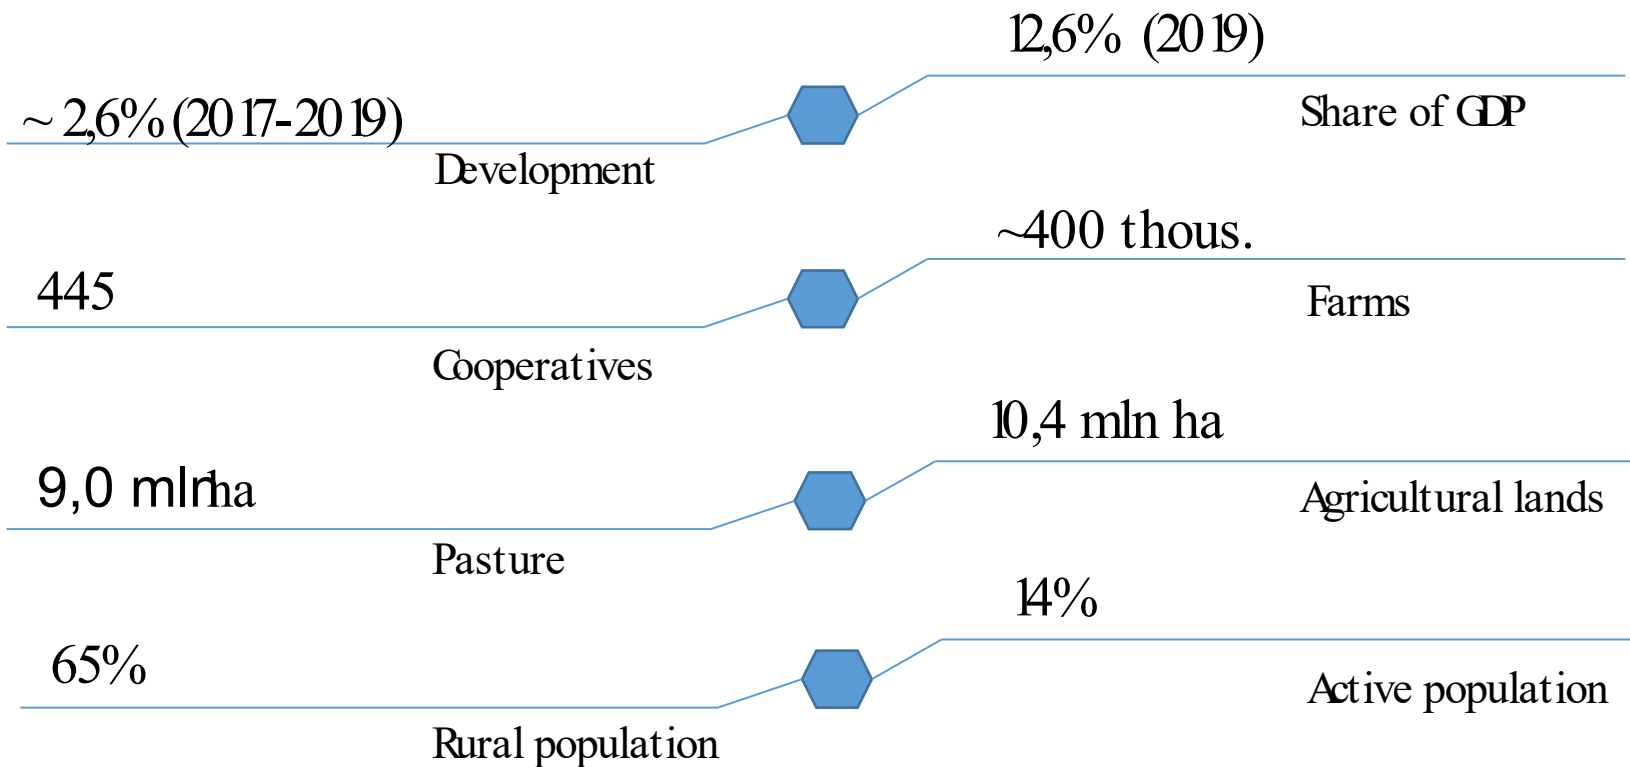 ~ 2,6% (2017-2019)
Development
12,6% (2019)
Share of GDP
445
Cooperatives
~400 thous.
Farms
9,0 mln ha
Pasture
10,4 mln ha
Agricultural lands
65%
Rural population
14%
Active population